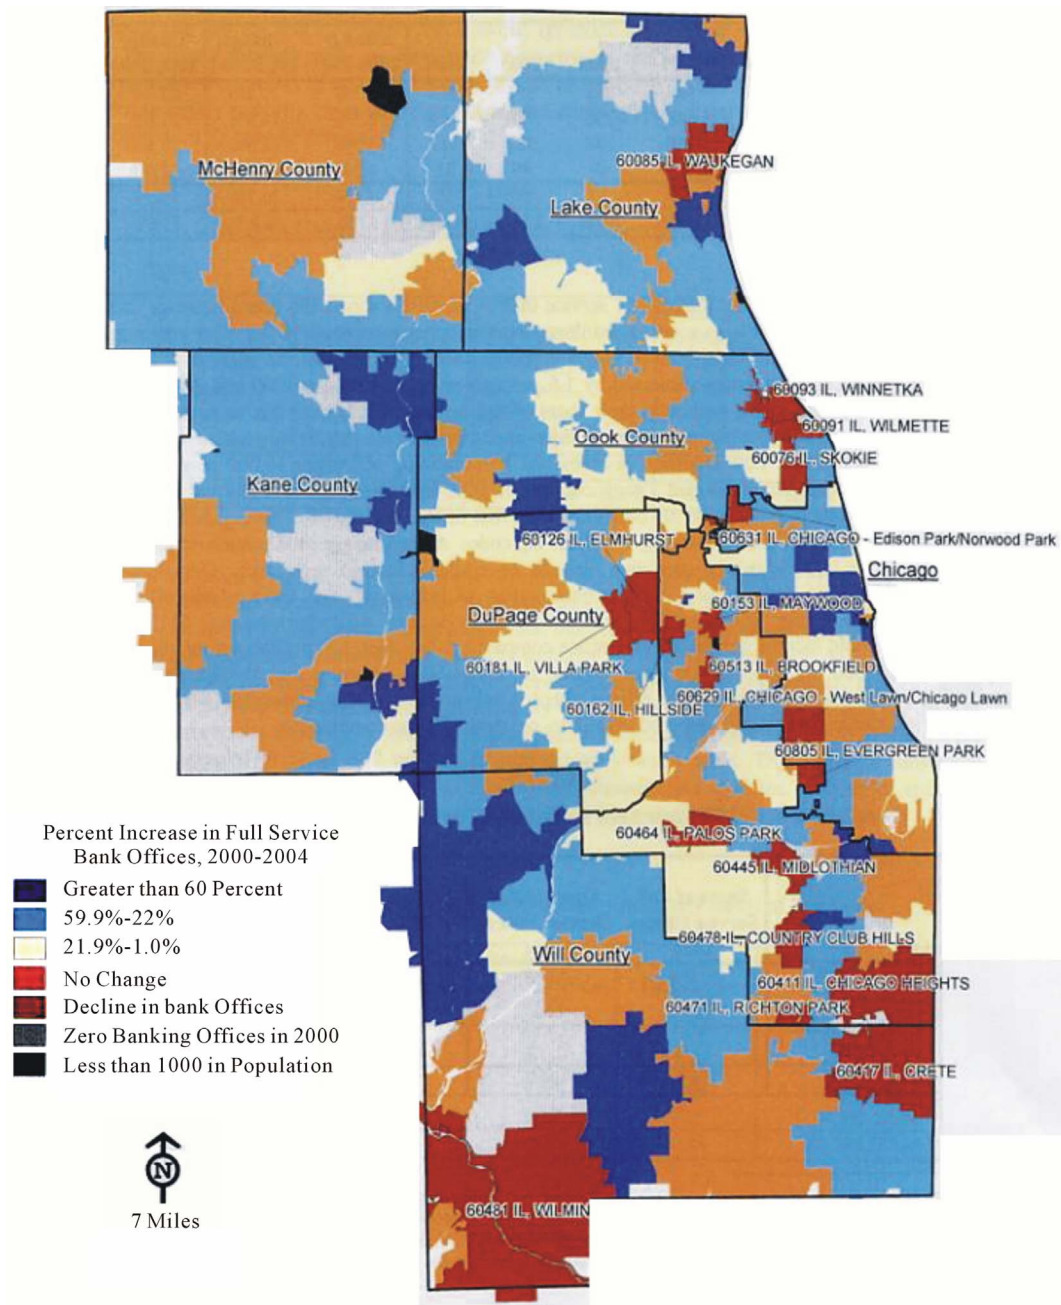 60085 IL, WAUKEGAN
McHenry County
Lake County
60093 IL, WINNETKA
60091 IL, WILMETTE
Cook County
60076 IL, SKOKIE
Kane County
60126 IL, ELMHURST
60631 IL, CHICAGO - Edison Park/Norwood Park
Chicago
60153 IL, MAYWOOD
DuPage County
60181 IL, VILLA PARK
60513 IL, BROOKFIELD
60629 IL, CHICAGO - West Lawn/Chicago Lawn
60162 IL, HILLSIDE
60805 IL, EVERGREEN PARK
60464 IL, PALOS PARK
60445 IL, MIDLOTHIAN
60478 IL, COUNTRY CLUB HILLS
Will County
60411 IL, CHICAGO HEIGHTS
60471 IL, RICHTON PARK
60417 IL, CRETE
60481 IL, WILMIN
Percent Increase in Full Service
Bank Offices, 2000-2004
Greater than 60 Percent
59.9%-22%
21.9%-1.0%
No Change
Decline in bank Offices
Zero Banking Offices in 2000
Less than 1000 in Population
N
7 Miles